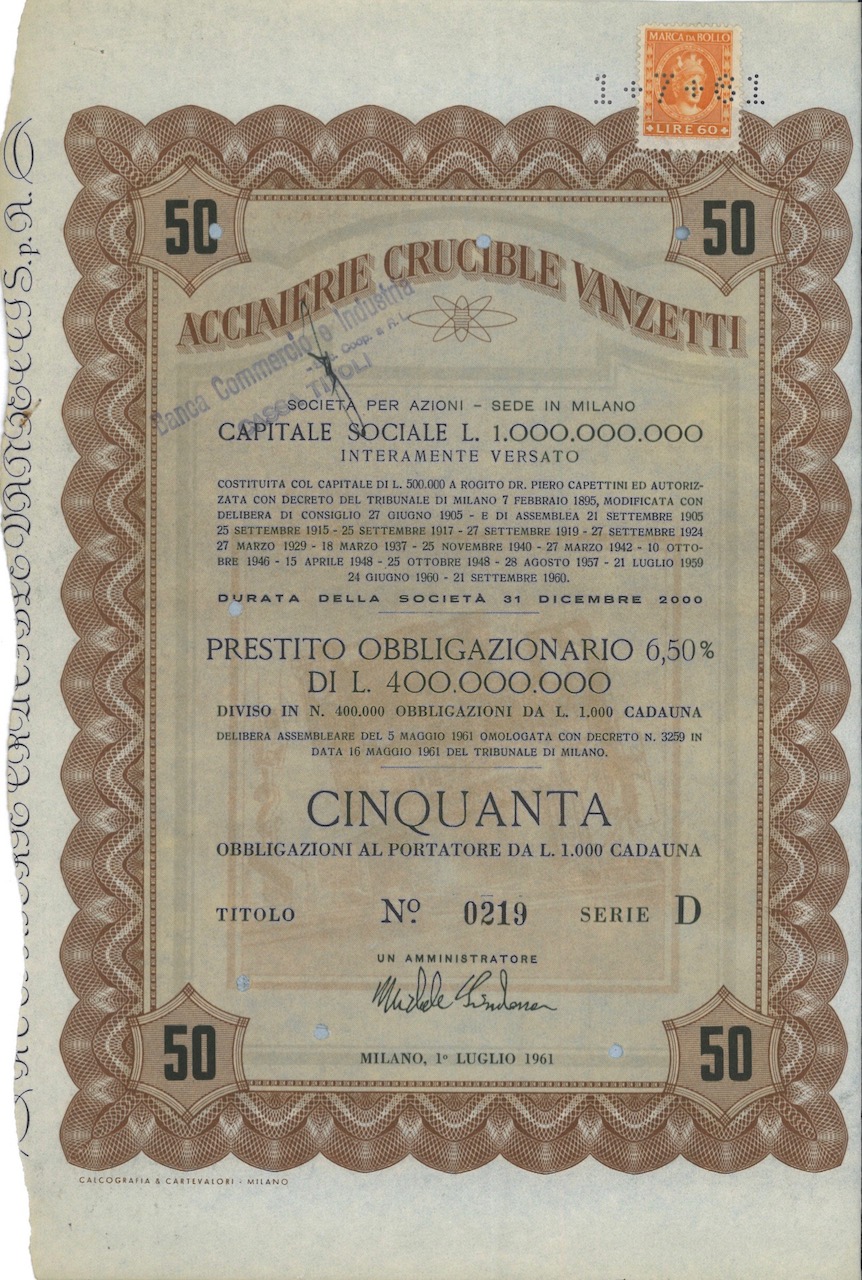 MARCA DA BOLLO
1+7+61
LIRE 60
50
50
ACCIAIERIE CRUCIBLE VANZETTI
Banca Commercio e Industria
Coop. a R. L.
TIVOLI
SOCIETÀ PER AZIONI – SEDE IN MILANO
CAPITALE SOCIALE L. 1.000.000.000
INTERAMENTE VERSATO
COSTITUITA COL CAPITALE DI L. 500.000 A ROGITO DR. PIERO CAPETTINI ED AUTORIZ-
ZATA CON DECRETO DEL TRIBUNALE DI MILANO 7 FEBBRAIO 1895, MODIFICATA CON
DELIBERA DI CONSIGLIO 27 GIUGNO 1905 - E DI ASSEMBLEA 21 SETTEMBRE 1905
25 SETTEMBRE 1915 - 25 SETTEMBRE 1917 - 27 SETTEMBRE 1919 - 27 SETTEMBRE 1924
27 MARZO 1929 - 18 MARZO 1937 - 25 NOVEMBRE 1940 - 27 MARZO 1942 - 10 OTTO-
BRE 1946 - 15 APRILE 1948 - 25 OTTOBRE 1948 - 28 AGOSTO 1957 - 21 LUGLIO 1959
24 GIUGNO 1960 - 21 SETTEMBRE 1960.
DURATA DELLA SOCIETÀ 31 DICEMBRE 2000
PRESTITO OBBLIGAZIONARIO 6,50%
DI L. 400.000.000
DIVISO IN N. 400.000 OBBLIGAZIONI DA L. 1.000 CADAUNA
DELIBERA ASSEMBLEARE DEL 5 MAGGIO 1961 OMOLOGATA CON DECRETO N. 3259 IN
DATA 16 MAGGIO 1961 DEL TRIBUNALE DI MILANO.
CINQUANTA
OBBLIGAZIONI AL PORTATORE DA L. 1.000 CADAUNA
TITOLO Nº 0219 SERIE D
UN AMMINISTRATORE
MILANO, 1º LUGLIO 1961
50
50
CALCOGRAFIA & CARTEVALORI - MILANO